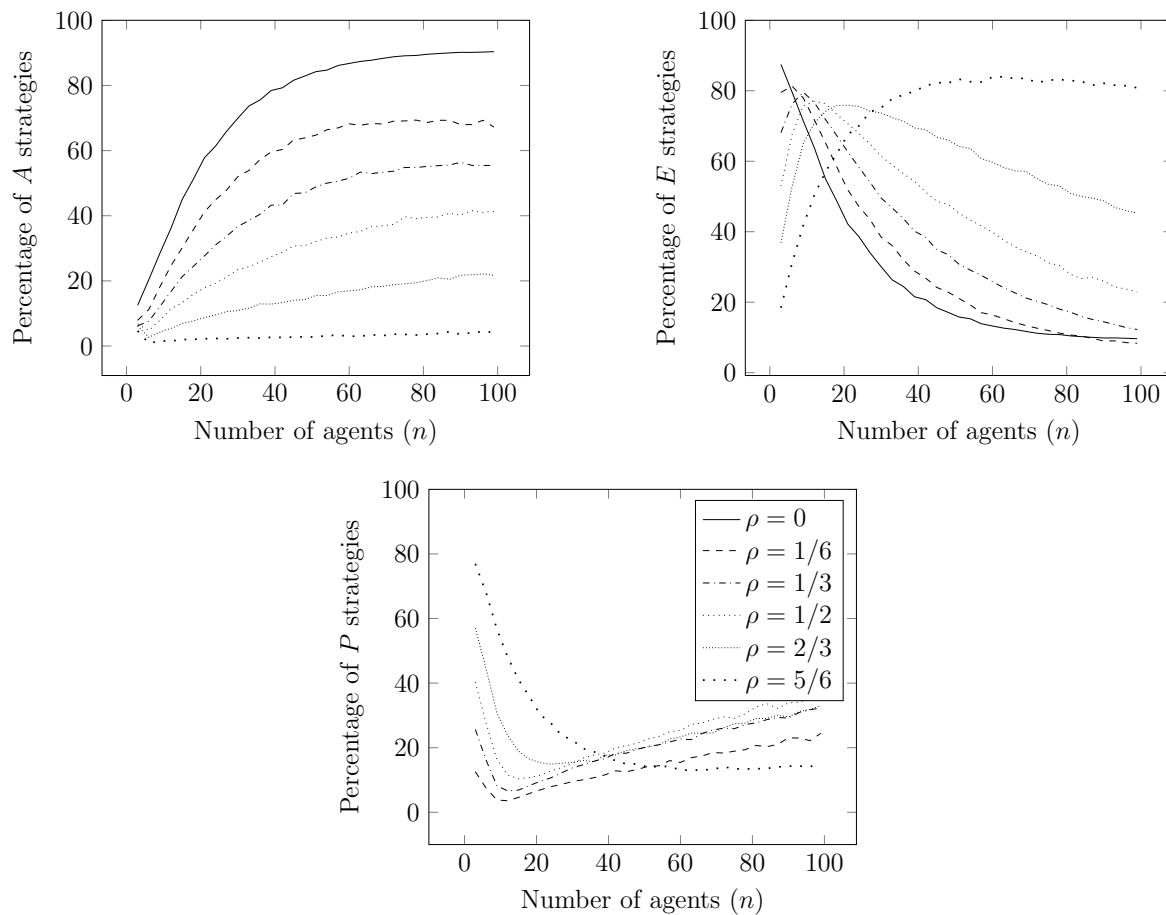 100
80
60
40
20
0
Percentage of A strategies
0 20 40 60 80 100
Number of agents (n)
100
80
60
40
20
0
Percentage of E strategies
0 20 40 60 80 100
Number of agents (n)
100
80
60
40
20
0
Percentage of P strategies
0 20 40 60 80 100
Number of agents (n)
ρ = 0
ρ = 1/6
ρ = 1/3
ρ = 1/2
ρ = 2/3
ρ = 5/6